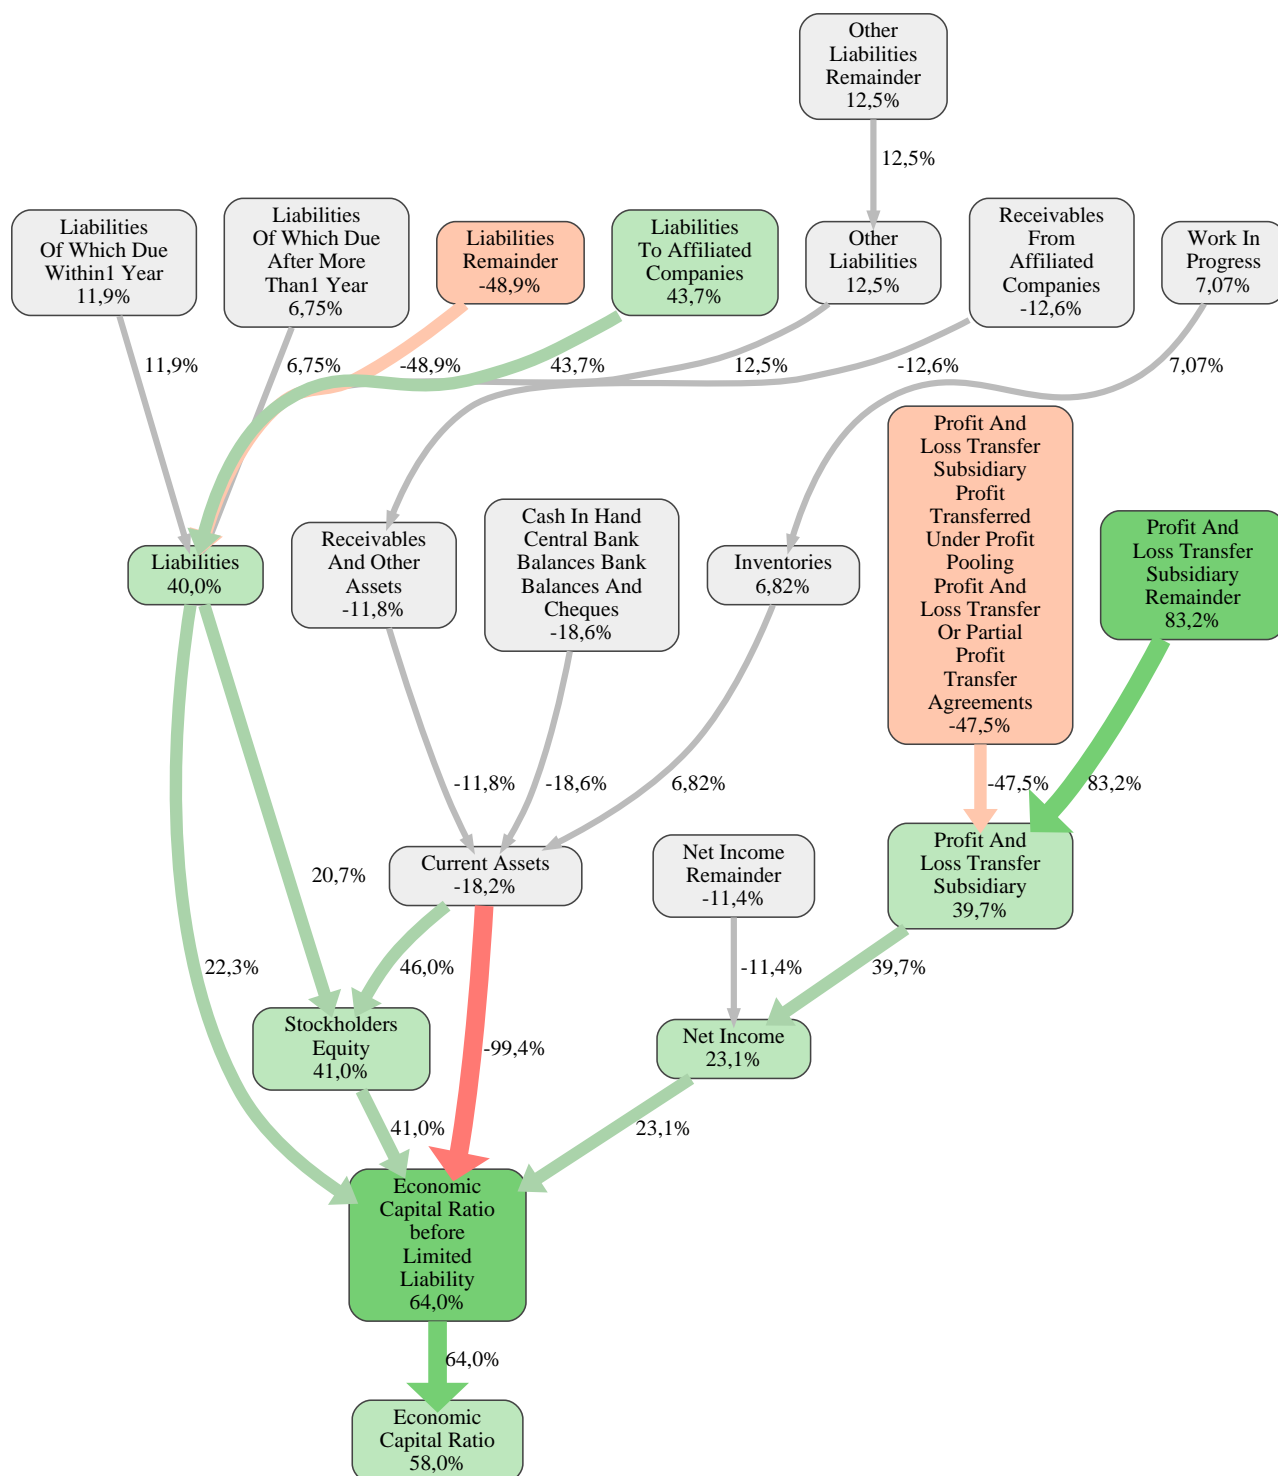 Other
Liabilities
Remainder
12,5%
12,5%
Liabilities
Of Which Due
Within1 Year
11,9%
Liabilities
Of Which Due
After More
Than1 Year
6,75%
Liabilities
Remainder
-48,9%
Liabilities
To Affiliated
Companies
43,7%
Other
Liabilities
12,5%
Receivables
From
Affiliated
Companies
-12,6%
Work In
Progress
7,07%
11,9%
6,75%
-48,9%
43,7%
12,5%
-12,6%
7,07%
Liabilities
40,0%
Receivables
And Other
Assets
-11,8%
Cash In Hand
Central Bank
Balances Bank
Balances And
Cheques
-18,6%
Inventories
6,82%
Profit And
Loss Transfer
Subsidiary
Profit
Transferred
Under Profit
Pooling
Profit And
Loss Transfer
Or Partial
Profit
Transfer
Agreements
-47,5%
Profit And
Loss Transfer
Subsidiary
Remainder
83,2%
-11,8%
-18,6%
6,82%
-47,5%
83,2%
20,7%
Current Assets
-18,2%
Net Income
Remainder
-11,4%
Profit And
Loss Transfer
Subsidiary
39,7%
22,3%
46,0%
-11,4%
39,7%
Stockholders
Equity
41,0%
-99,4%
Net Income
23,1%
41,0%
23,1%
Economic
Capital Ratio
before
Limited
Liability
64,0%
64,0%
Economic
Capital Ratio
58,0%